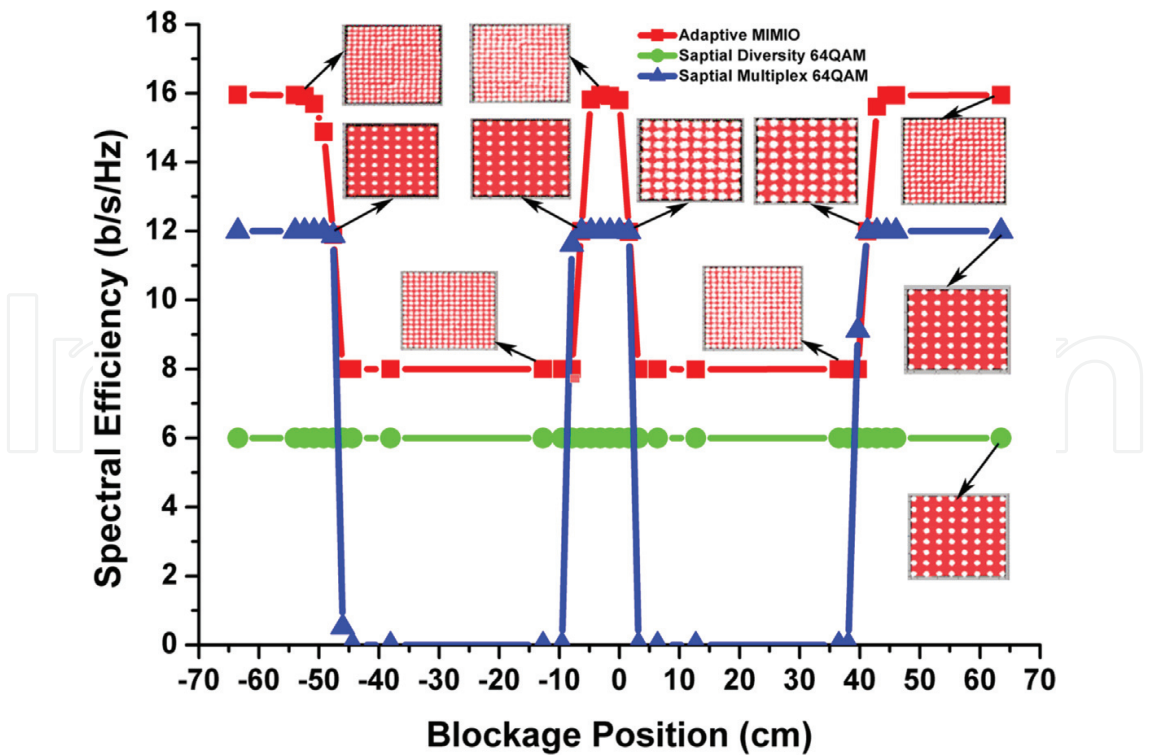 18
16
14
12
10
8
6
4
2
0
Spectral Efficiency (b/s/Hz)
Adaptive MIMIO
Saptial Diversity 64QAM
Saptial Multiplex 64QAM
-70 -60 -50 -40 -30 -20 -10 0 10 20 30 40 50 60 70
Blockage Position (cm)